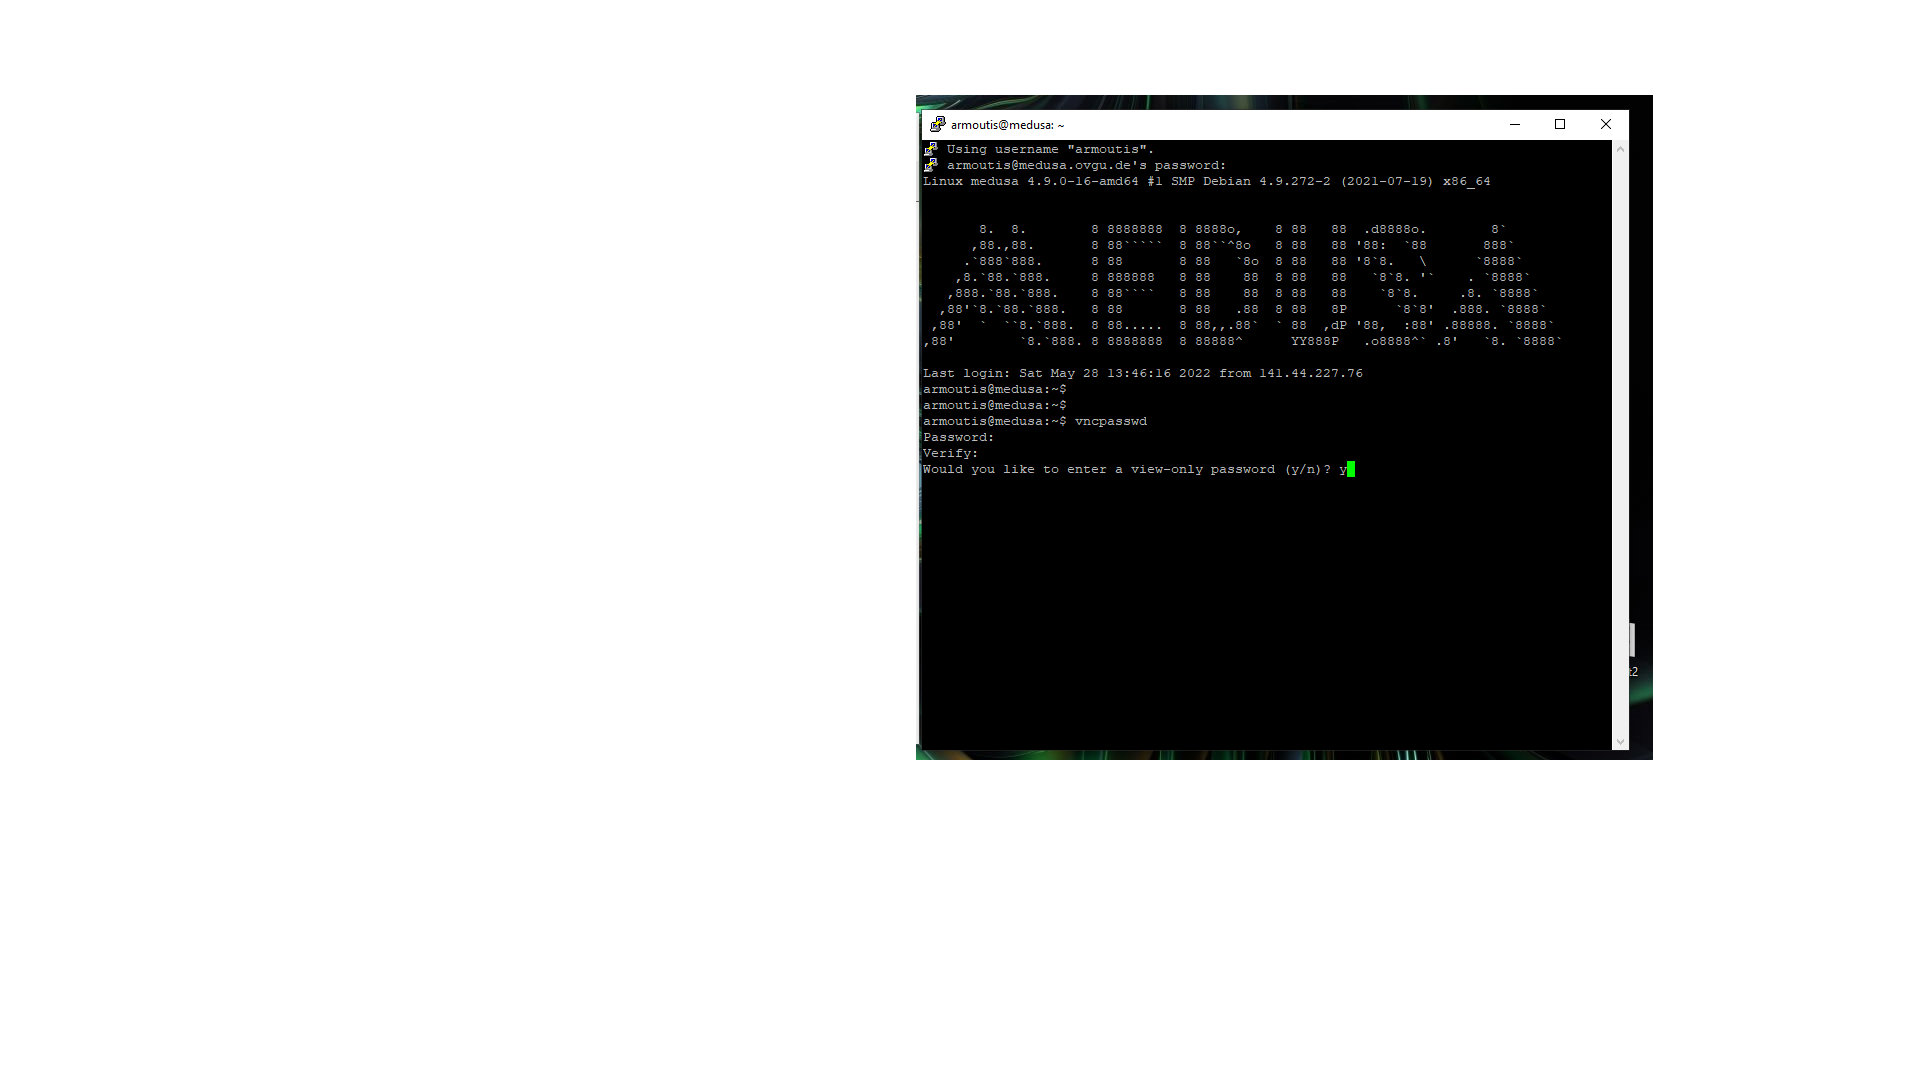 armoutis@medusa: ~
Using username "armoutis".
armoutis@medusa.ovgu.de's password:
Linux medusa 4.9.0-16-amd64 #1 SMP Debian 4.9.272-2 (2021-07-19) x86_64
       8.  8.        8 8888888  8 8888o,    8 88   88  .d8888o.        8`
      ,88.,88.       8 88`````  8 88``^8o   8 88   88 '88:  `88       888`
     .`888`888.      8 88       8 88   `8o  8 88   88 '8`8.   \      `8888`
    ,8.`88.`888.     8 888888   8 88    88  8 88   88   `8`8. '`    . `8888`
   ,888.`88.`888.    8 88````   8 88    88  8 88   88    `8`8.     .8. `8888`
  ,88'`8.`88.`888.   8 88       8 88   .88  8 88   8P      `8`8'  .888. `8888`
 ,88'  `  ``8.`888.  8 88.....  8 88,,.88`  ` 88  ,dP '88,  :88' .88888. `8888`
,88'        `8.`888. 8 8888888  8 88888^      YY888P   .o8888^` .8'   `8. `8888`
Last login: Sat May 28 13:46:16 2022 from 141.44.227.76
armoutis@medusa:~$
armoutis@medusa:~$
armoutis@medusa:~$ vncpasswd
Password:
Verify:
Would you like to enter a view-only password (y/n)? y
t2